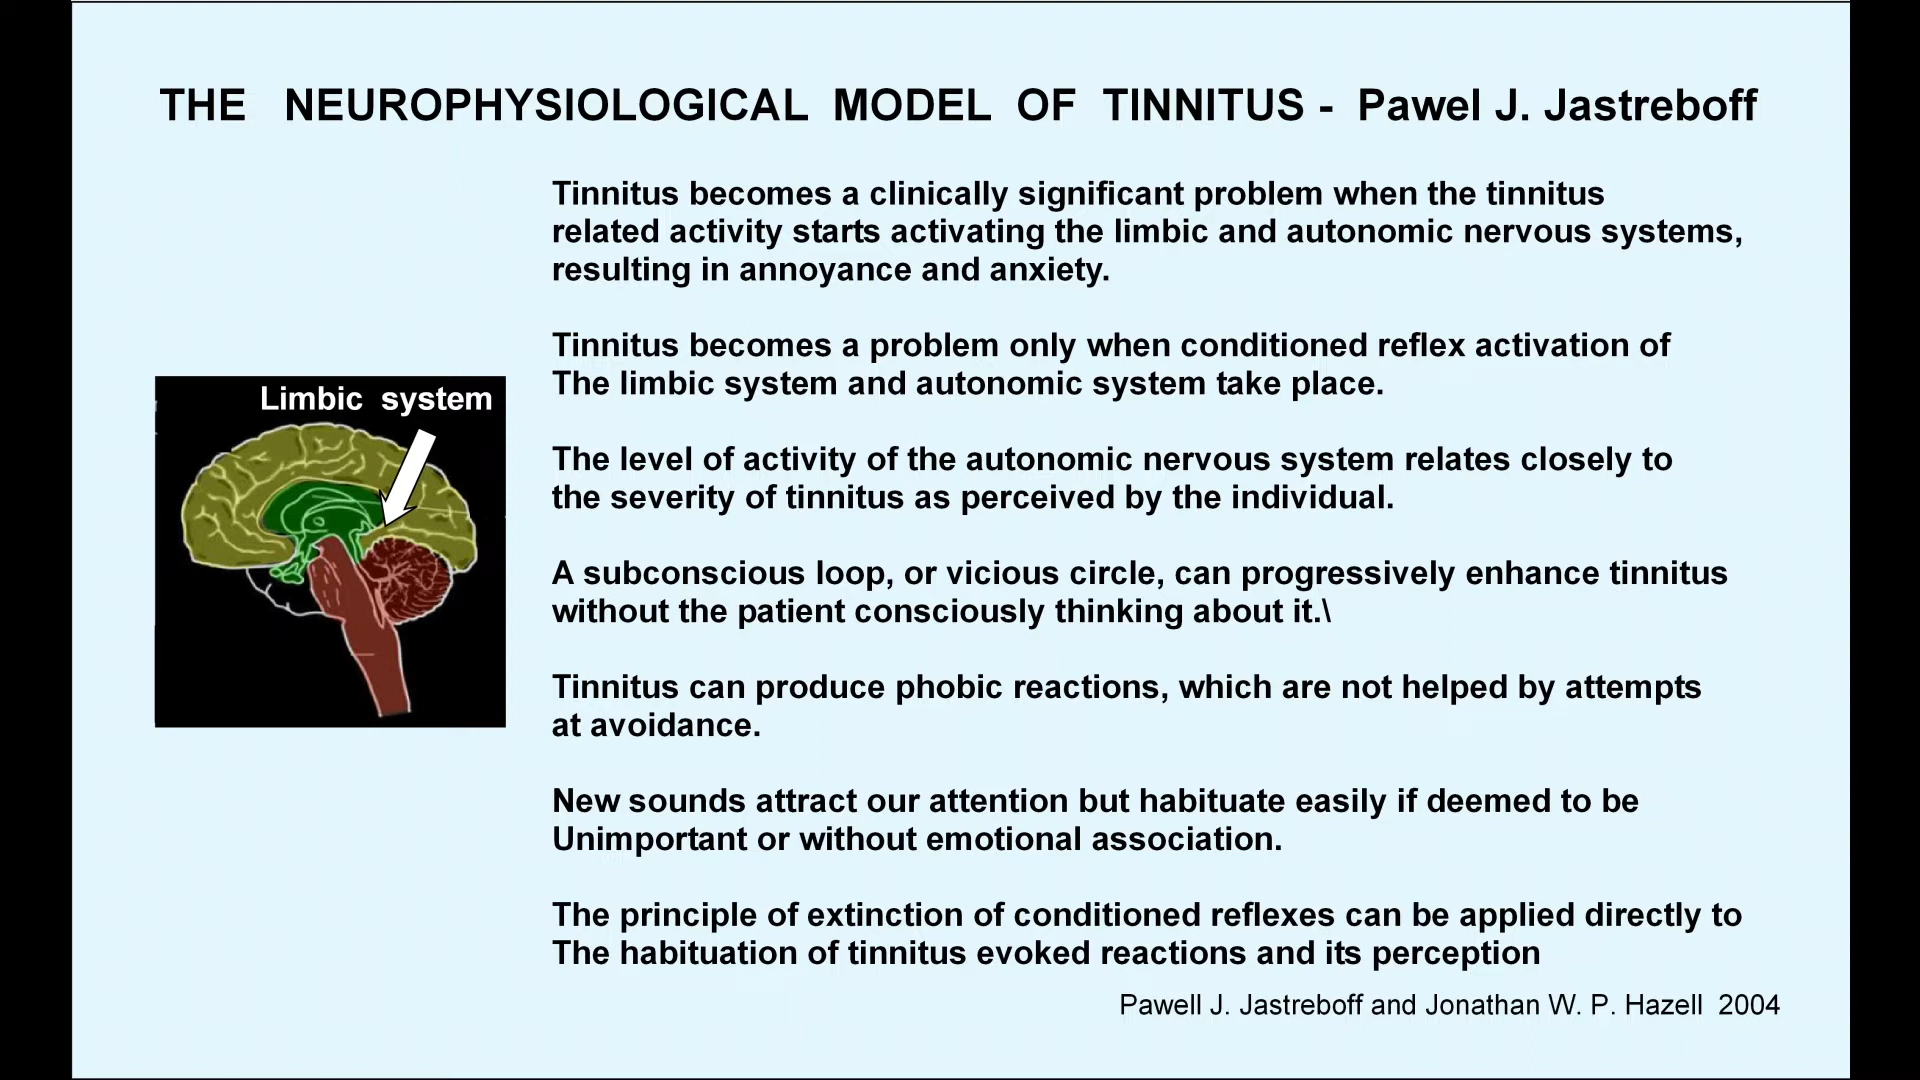 THE NEUROPHYSIOLOGICAL MODEL OF TINNITUS - Pawel J. Jastreboff
Tinnitus becomes a clinically significant problem when the tinnitus
related activity starts activating the limbic and autonomic nervous systems,
resulting in annoyance and anxiety.
Tinnitus becomes a problem only when conditioned reflex activation of
The limbic system and autonomic system take place.
Limbic system
The level of activity of the autonomic nervous system relates closely to
the severity of tinnitus as perceived by the individual.
A subconscious loop, or vicious circle, can progressively enhance tinnitus
without the patient consciously thinking about it.\
Tinnitus can produce phobic reactions, which are not helped by attempts
at avoidance.
New sounds attract our attention but habituate easily if deemed to be
Unimportant or without emotional association.
The principle of extinction of conditioned reflexes can be applied directly to
The habituation of tinnitus evoked reactions and its perception
Pawell J. Jastreboff and Jonathan W. P. Hazell 2004